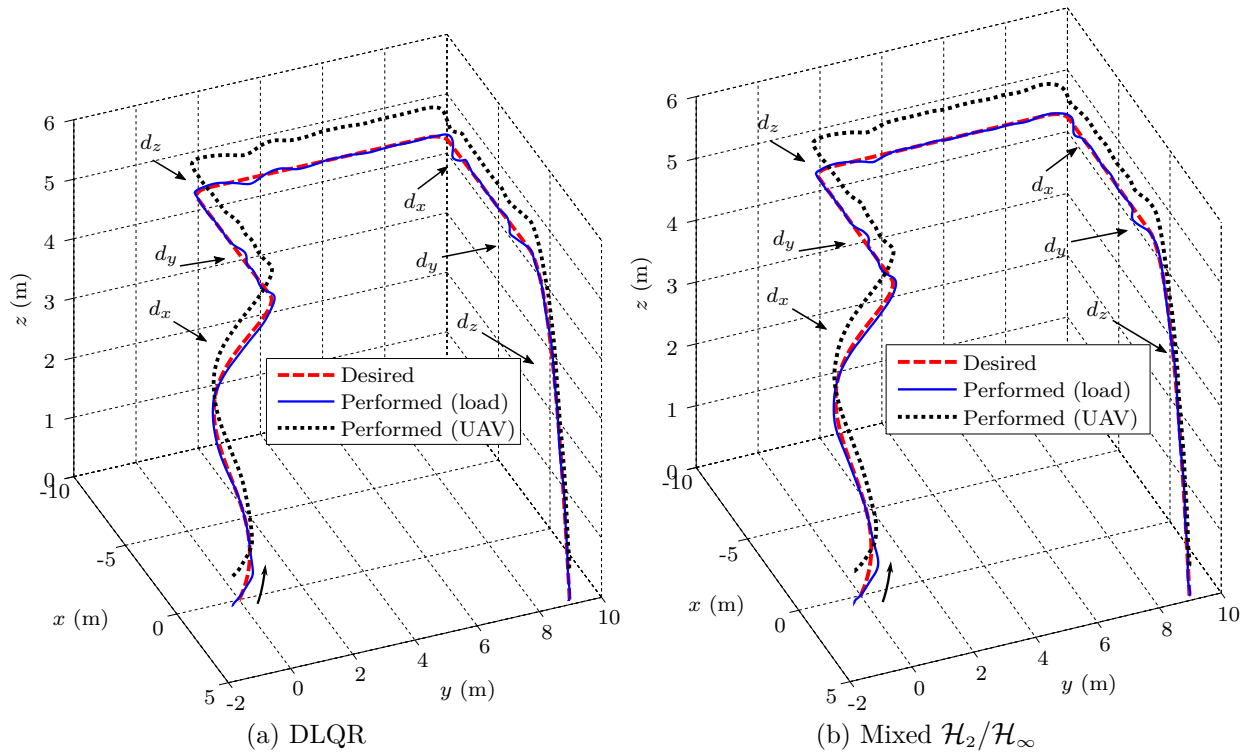 6
5
4
3
2
1
0
z (m)
-10
-5
0
5
x (m)
-2
0
2
4
6
8
10
y (m)
d_z
d_y
d_x
d_x
d_y
d_z
Desired
Performed (load)
Performed (UAV)
(a) DLQR
6
5
4
3
2
1
0
z (m)
-10
-5
0
5
x (m)
-2
0
2
4
6
8
10
y (m)
d_z
d_y
d_x
d_x
d_y
d_z
Desired
Performed (load)
Performed (UAV)
(b) Mixed ℋ₂/ℋ∞